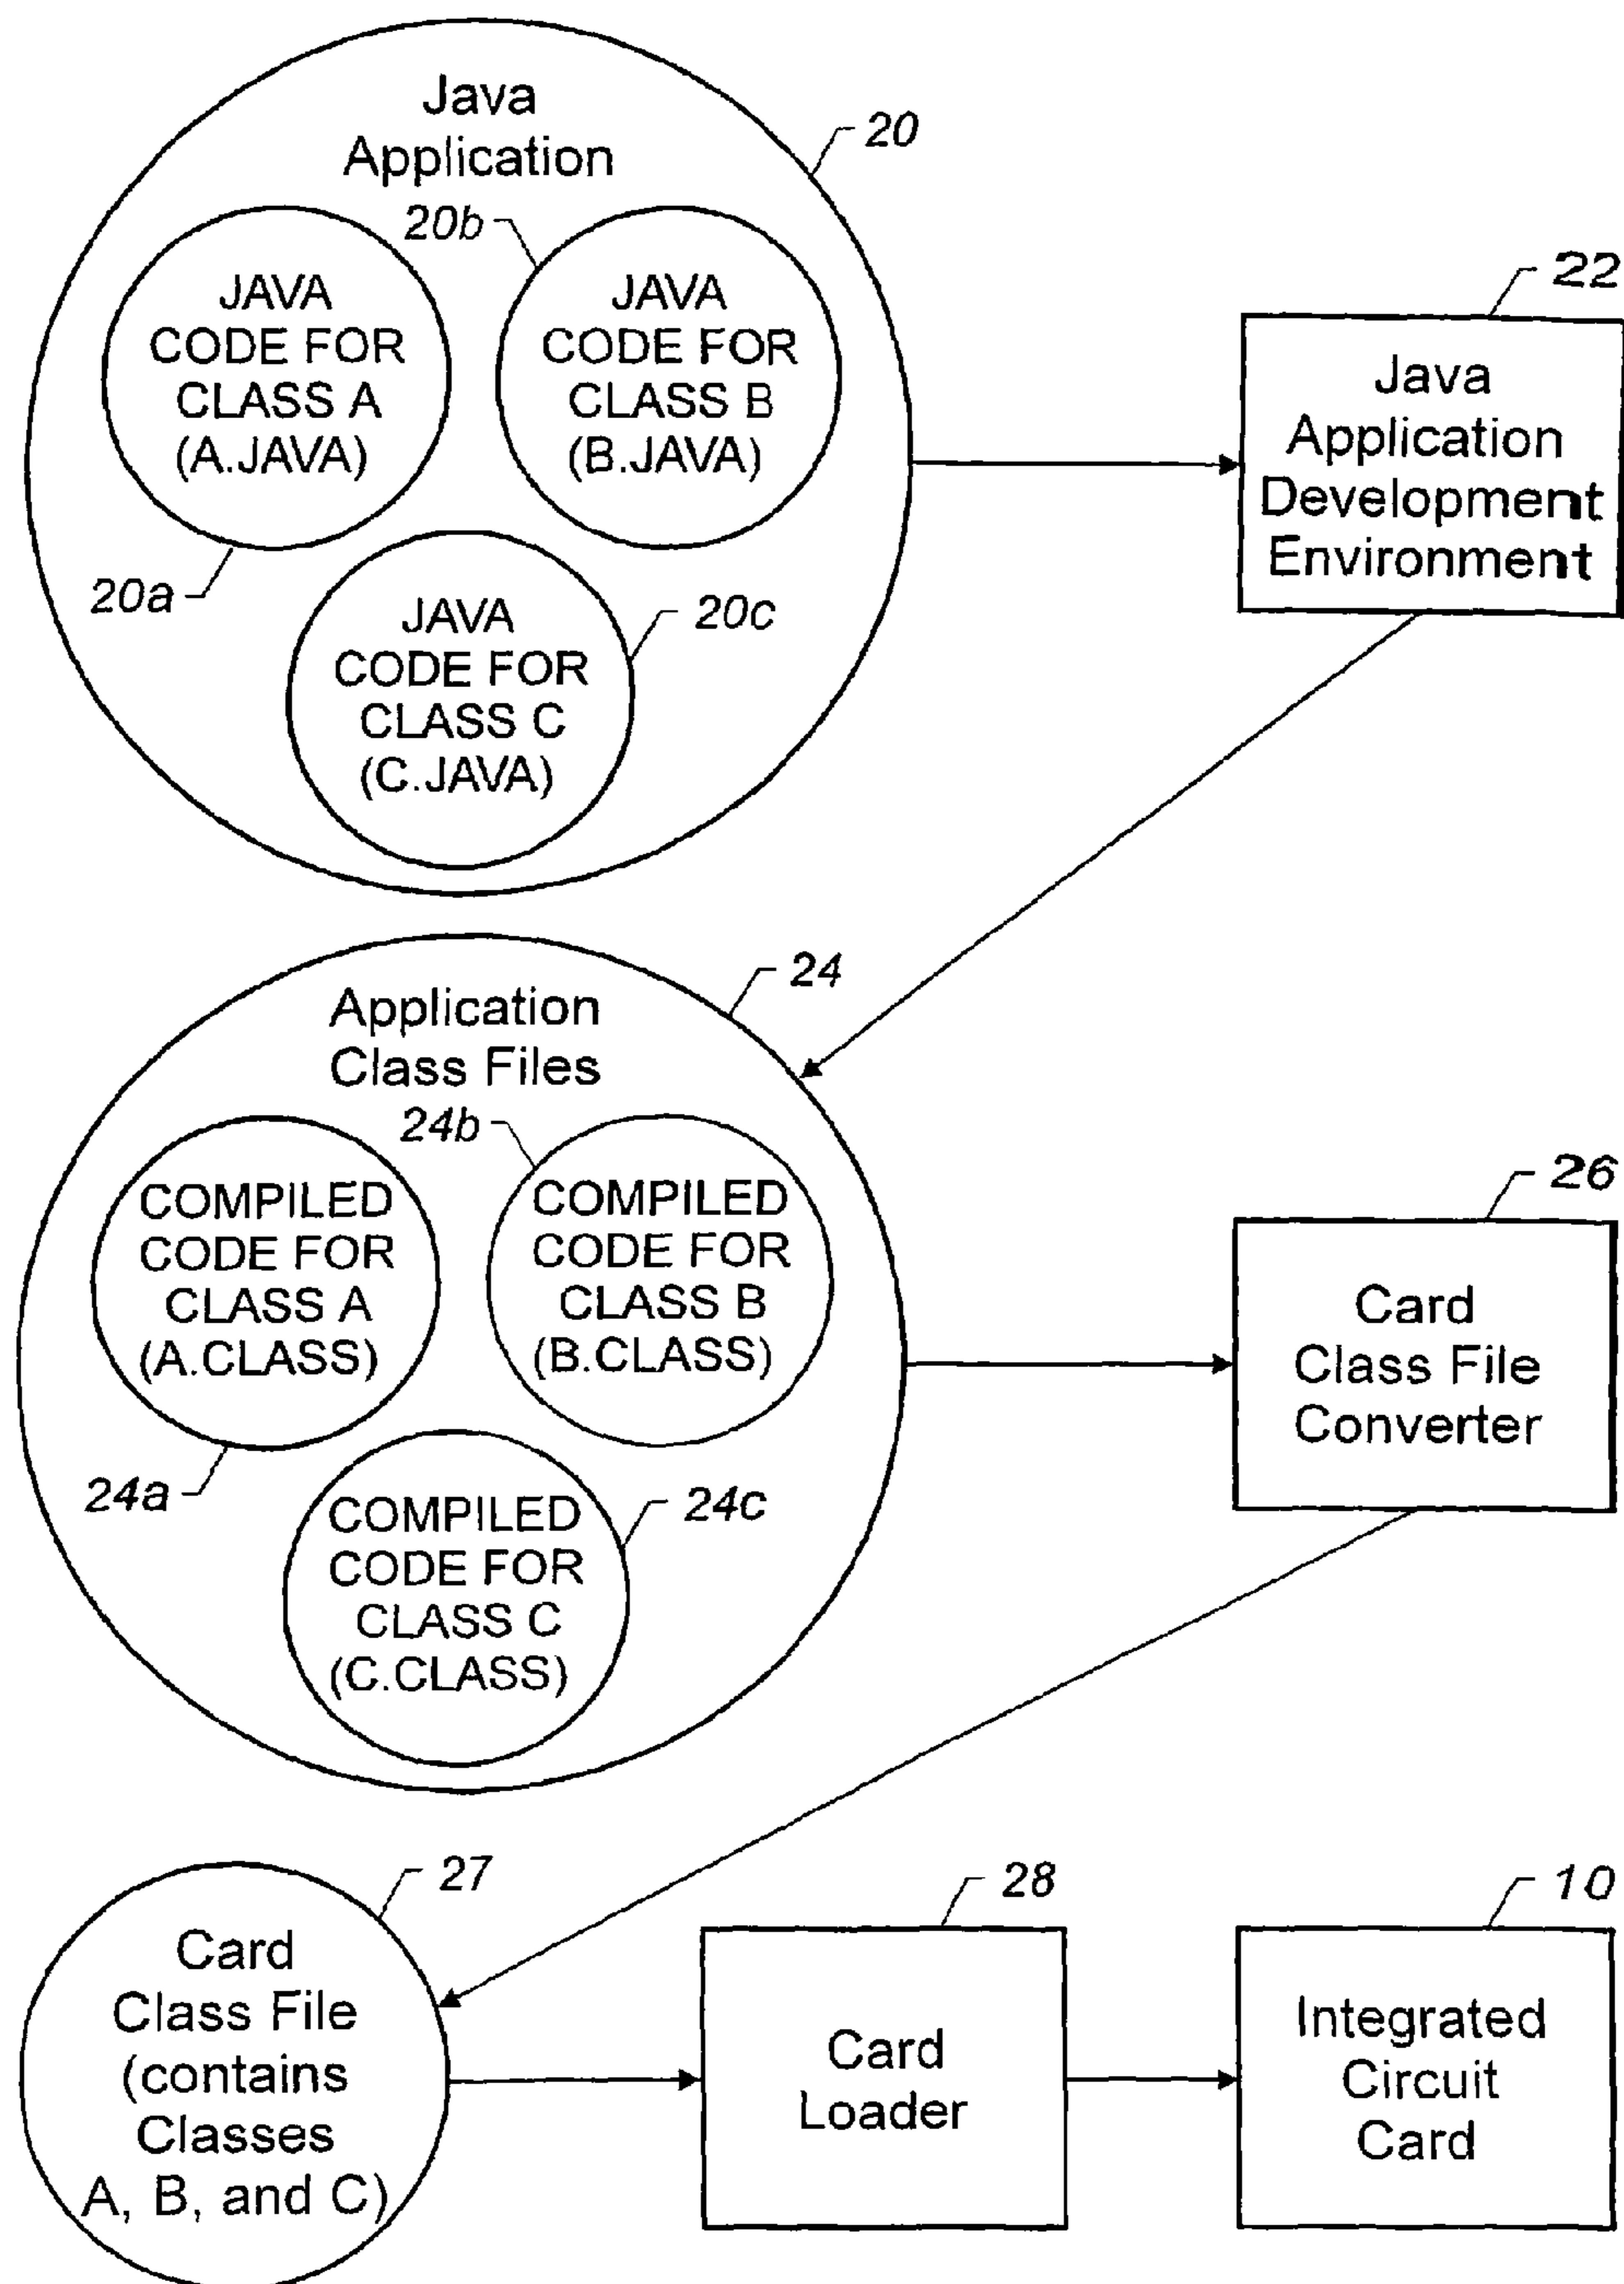 Java
Application
20
20b
JAVA
CODE FOR
CLASS A
(A.JAVA)
JAVA
CODE FOR
CLASS B
(B.JAVA)
20a
JAVA
CODE FOR
CLASS C
(C.JAVA)
20c
22
Java
Application
Development
Environment
Application
Class Files
24
24b
COMPILED
CODE FOR
CLASS A
(A.CLASS)
COMPILED
CODE FOR
CLASS B
(B.CLASS)
24a
COMPILED
CODE FOR
CLASS C
(C.CLASS)
24c
26
Card
Class File
Converter
27
Card
Class File
(contains
Classes
A, B, and C)
28
Card
Loader
10
Integrated
Circuit
Card